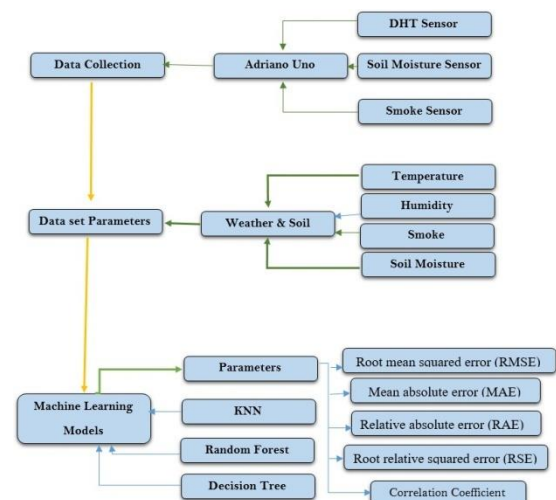 DHT Sensor
Data Collection
Adriano Uno
Soil Moisture Sensor
Smoke Sensor
Temperature
Humidity
Data set Parameters
Weather & Soil
Smoke
Soil Moisture
Parameters
Root mean squared error (RMSE)
Machine Learning
Models
KNN
Mean absolute error (MAE)
Relative absolute error (RAE)
Random Forest
Root relative squared error (RSE)
Decision Tree
Correlation Coefficient